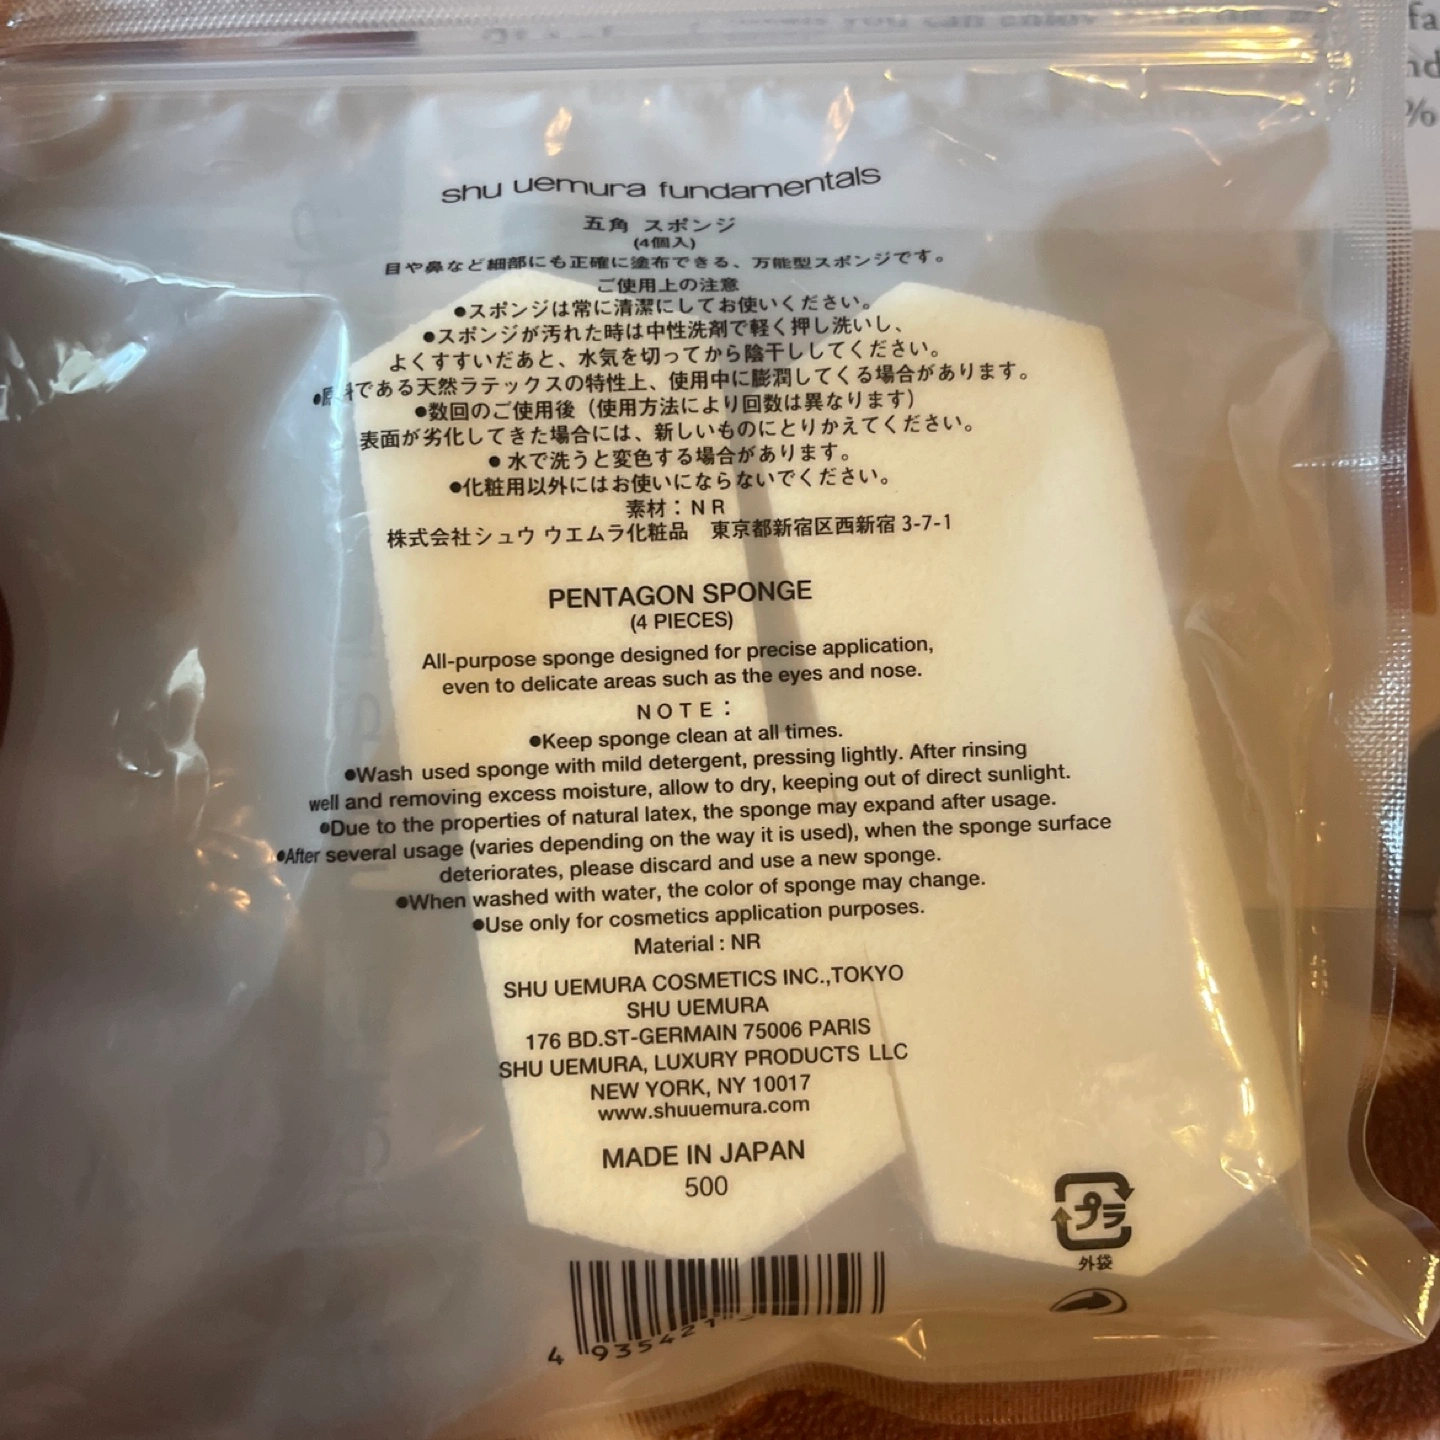 you can enjoy
fa
nd
%
shu uemura fundamentals
五角 スポンジ
(4個入)
目や鼻など細部にも正確に塗布できる、万能型スポンジです。
ご使用上の注意
●スポンジは常に清潔にしてお使いください。
●スポンジが汚れた時は中性洗剤で軽く押し洗いし、
よくすすいだあと、水気を切ってから陰干ししてください。
●原料である天然ラテックスの特性上、使用中に膨潤してくる場合があります。
●数回のご使用後（使用方法により回数は異なります）
表面が劣化してきた場合には、新しいものにとりかえてください。
●水で洗うと変色する場合があります。
●化粧用以外にはお使いにならないでください。
素材：NR
株式会社シュウ ウエムラ化粧品　東京都新宿区西新宿 3-7-1
PENTAGON SPONGE
(4 PIECES)
All-purpose sponge designed for precise application,
even to delicate areas such as the eyes and nose.
NOTE：
●Keep sponge clean at all times.
●Wash used sponge with mild detergent, pressing lightly. After rinsing
well and removing excess moisture, allow to dry, keeping out of direct sunlight.
●Due to the properties of natural latex, the sponge may expand after usage.
●After several usage (varies depending on the way it is used), when the sponge surface
deteriorates, please discard and use a new sponge.
●When washed with water, the color of sponge may change.
●Use only for cosmetics application purposes.
Material : NR
SHU UEMURA COSMETICS INC.,TOKYO
SHU UEMURA
176 BD.ST-GERMAIN 75006 PARIS
SHU UEMURA, LUXURY PRODUCTS LLC
NEW YORK, NY 10017
www.shuuemura.com
MADE IN JAPAN
500
プラ
外袋
4 935421